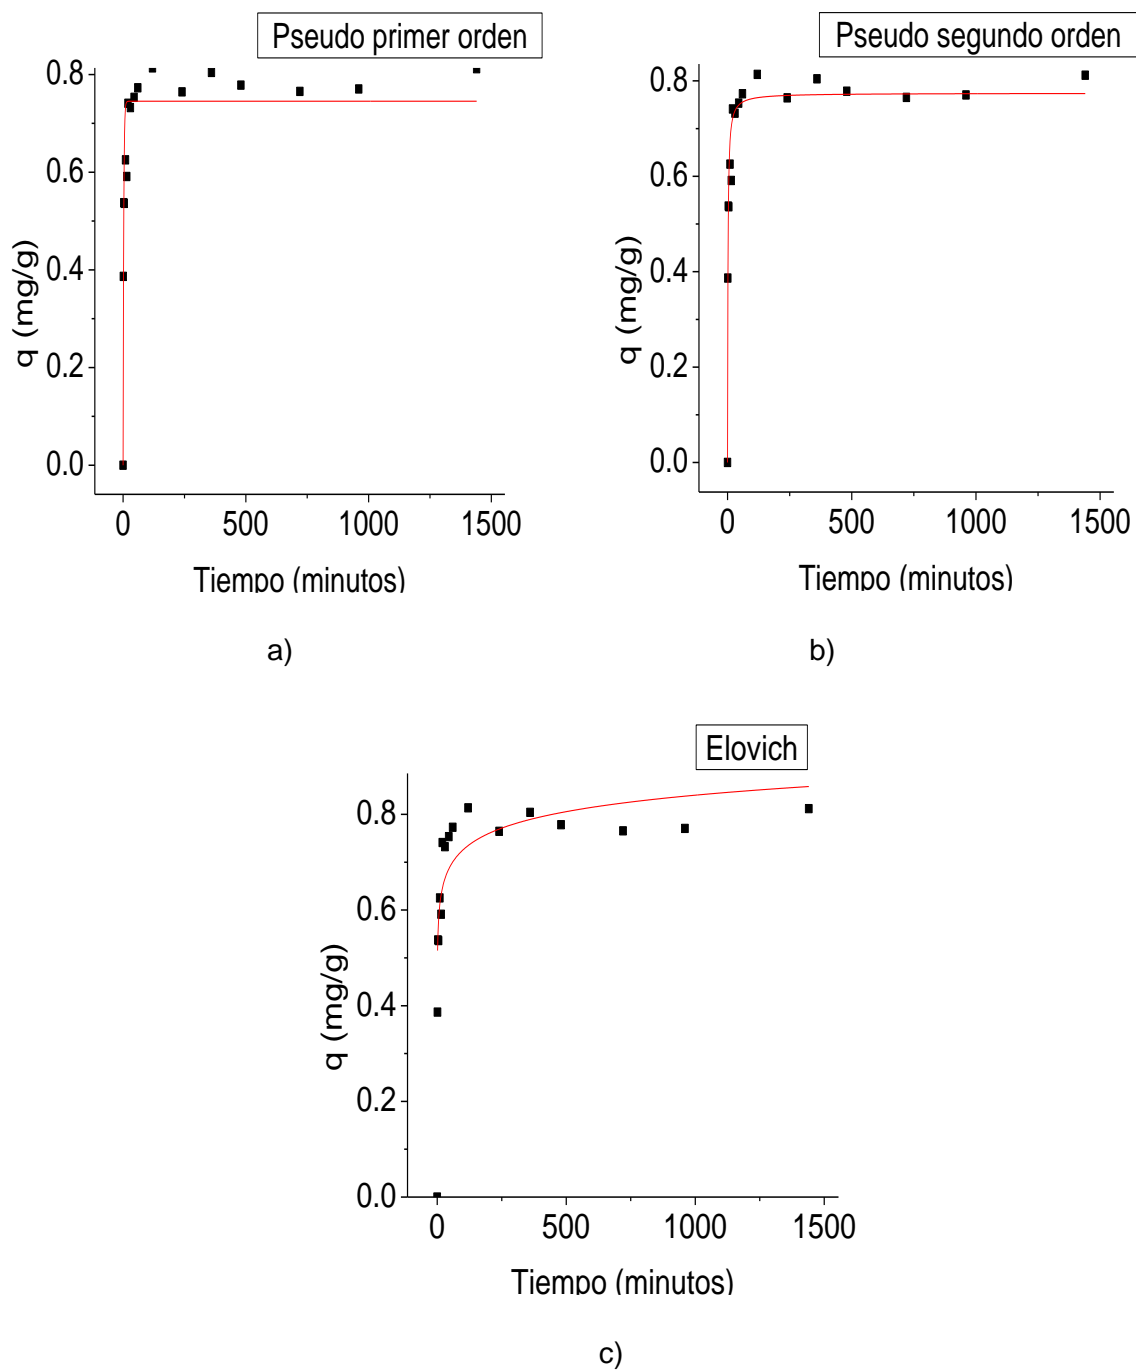 Pseudo primer orden
0.8
0.6
0.4
0.2
0.0
q (mg/g)
0 500 1000 1500
Tiempo (minutos)
a)
Pseudo segundo orden
0.8
0.6
0.4
0.2
0.0
q (mg/g)
0 500 1000 1500
Tiempo (minutos)
b)
Elovich
0.8
0.6
0.4
0.2
0.0
q (mg/g)
0 500 1000 1500
Tiempo (minutos)
c)